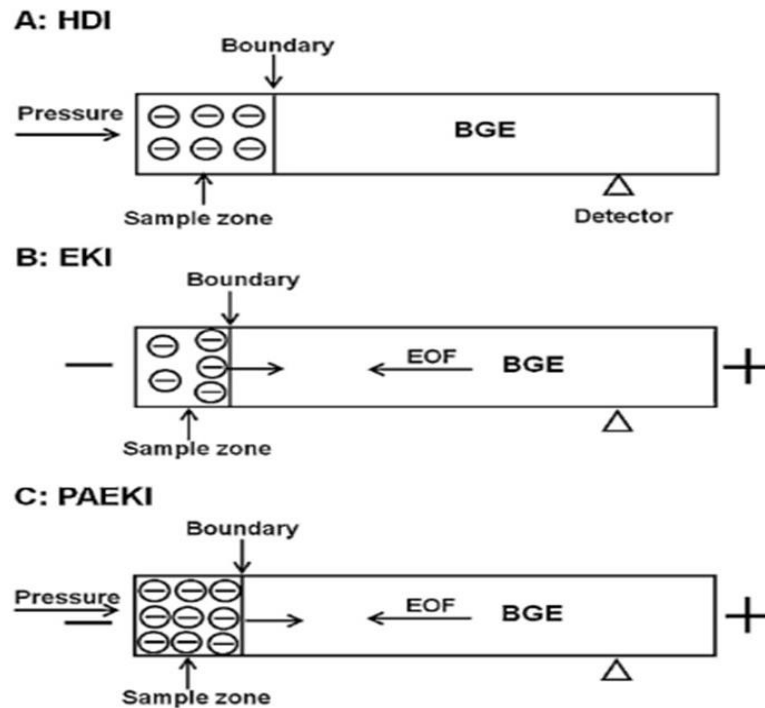 A: HDI
Boundary
Pressure
BGE
Sample zone
Detector
B: EKI
Boundary
EOF BGE
− +
Sample zone
C: PAEKI
Boundary
Pressure
EOF BGE
− +
Sample zone